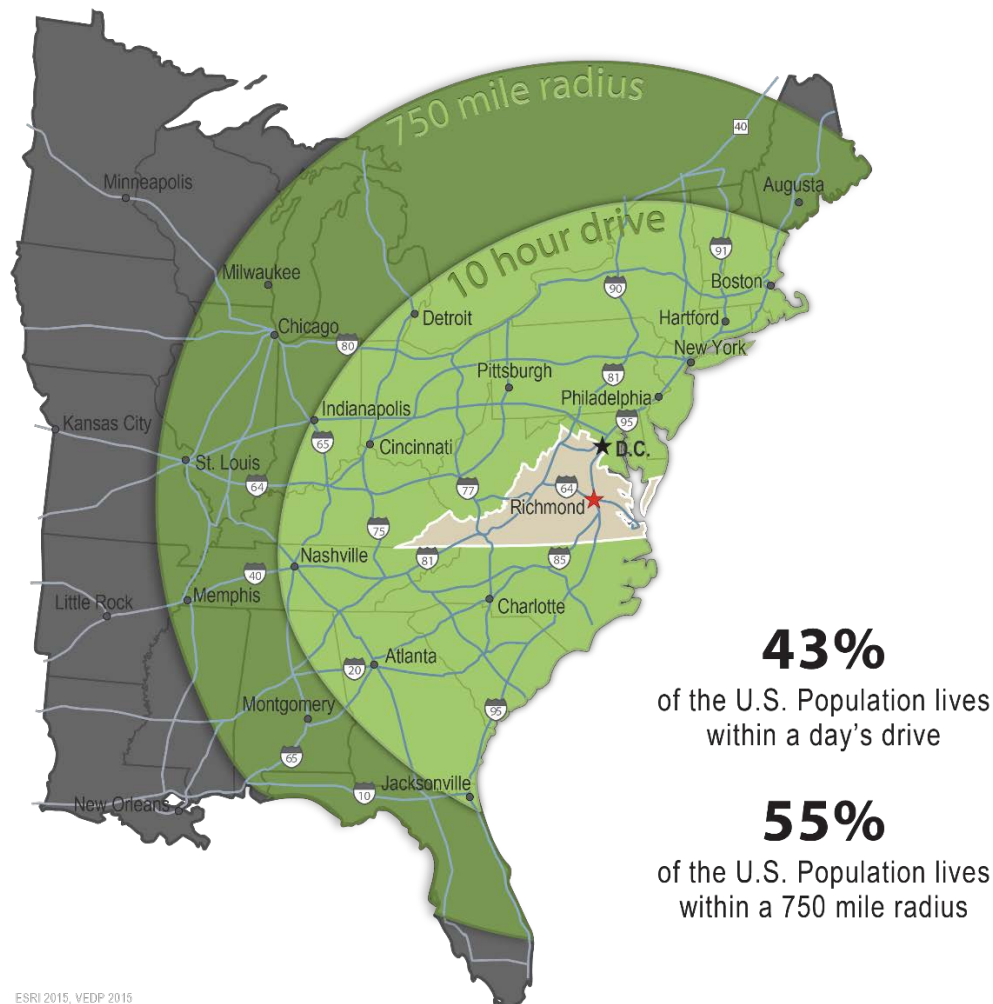 750 mile radius
40
Minneapolis
Augusta
10 hour drive
91
Milwaukee
90
Boston
Chicago
Detroit
Hartford
80
New York
Pittsburgh
81
Philadelphia
Indianapolis
95
Kansas City
65
Cincinnati
D.C.
St. Louis
64
77
64
Richmond
75
Nashville
81
85
40
Memphis
Little Rock
Charlotte
Atlanta
20
43%
of the U.S. Population lives
within a day's drive
Montgomery
95
65
Jacksonville
10
New Orleans
55%
of the U.S. Population lives
within a 750 mile radius
ESRI 2015, VEDP 2015